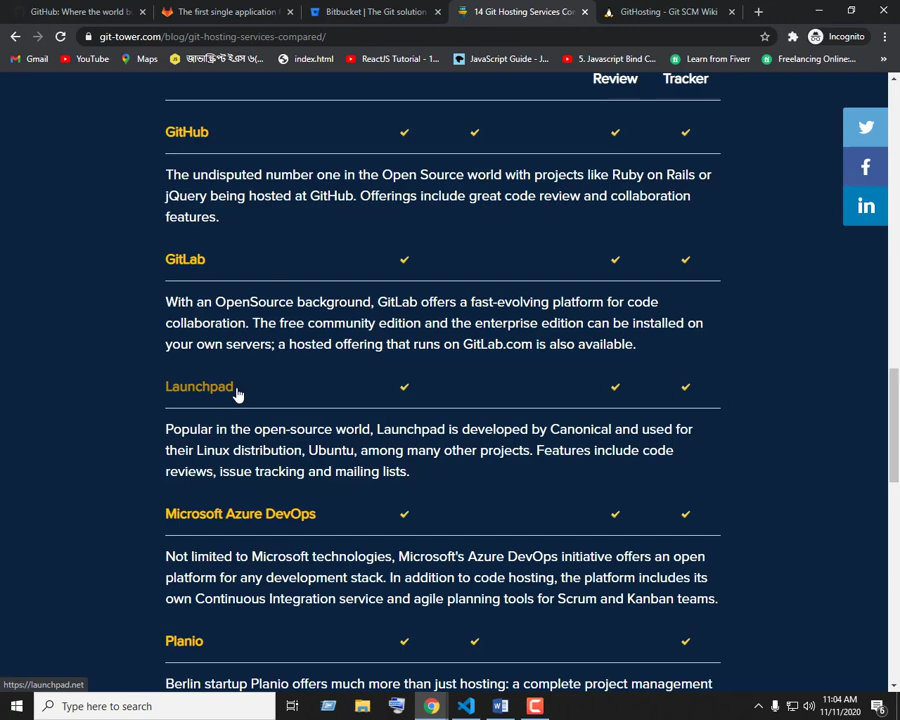 GitHub: Where the world b
The first single application f
Bitbucket | The Git solution
14 Git Hosting Services Co
GitHosting - Git SCM Wiki
git-tower.com/blog/git-hosting-services-compared/
Incognito
Gmail
YouTube
Maps
জাভাস্ক্রিপ্ট ইএস ৬(...
index.html
ReactJS Tutorial - 1...
JavaScript Guide - J...
5. Javascript Bind C...
Learn from Fiverr
Freelancing Online:...
Review Tracker
GitHub
The undisputed number one in the Open Source world with projects like Ruby on Rails or
jQuery being hosted at GitHub. Offerings include great code review and collaboration
features.
GitLab
With an OpenSource background, GitLab offers a fast-evolving platform for code
collaboration. The free community edition and the enterprise edition can be installed on
your own servers; a hosted offering that runs on GitLab.com is also available.
Launchpad
Popular in the open-source world, Launchpad is developed by Canonical and used for
their Linux distribution, Ubuntu, among many other projects. Features include code
reviews, issue tracking and mailing lists.
Microsoft Azure DevOps
Not limited to Microsoft technologies, Microsoft's Azure DevOps initiative offers an open
platform for any development stack. In addition to code hosting, the platform includes its
own Continuous Integration service and agile planning tools for Scrum and Kanban teams.
Planio
Berlin startup Planio offers much more than just hosting: a complete project management
https://launchpad.net
Type here to search
11:04 AM
11/11/2020
6